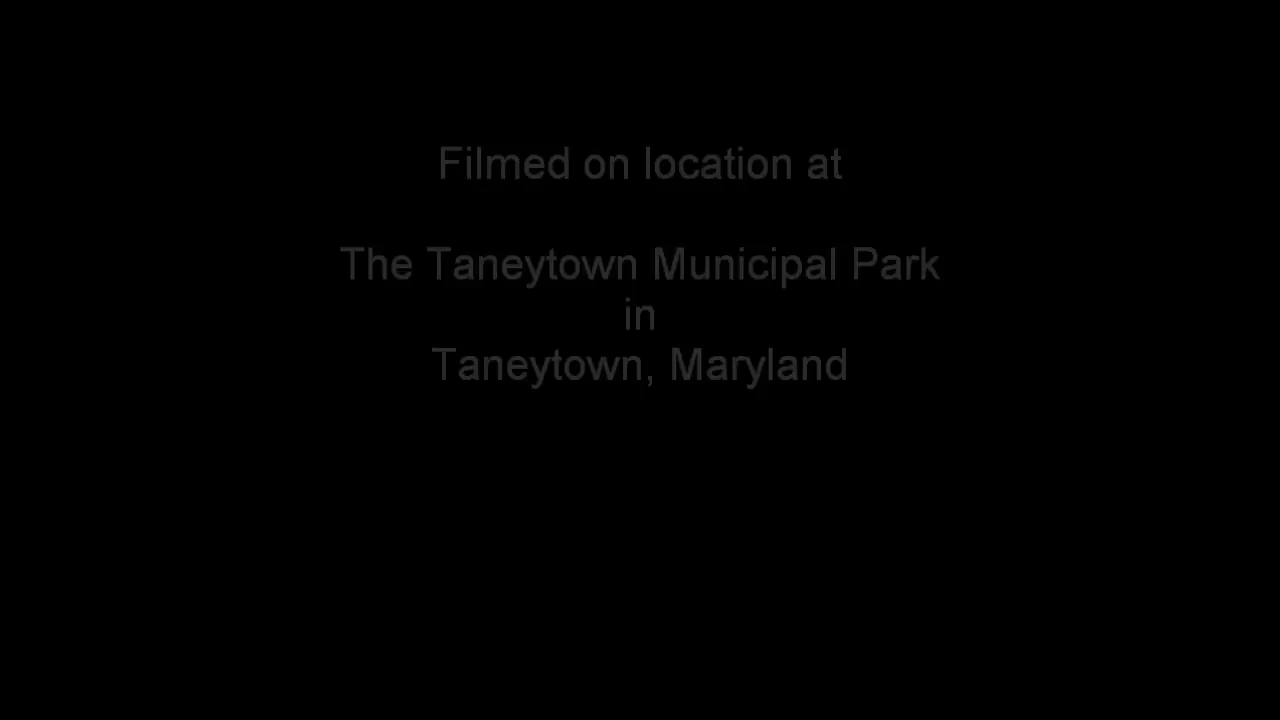 Filmed on location at
The Taneytown Municipal Park
in
Taneytown, Maryland